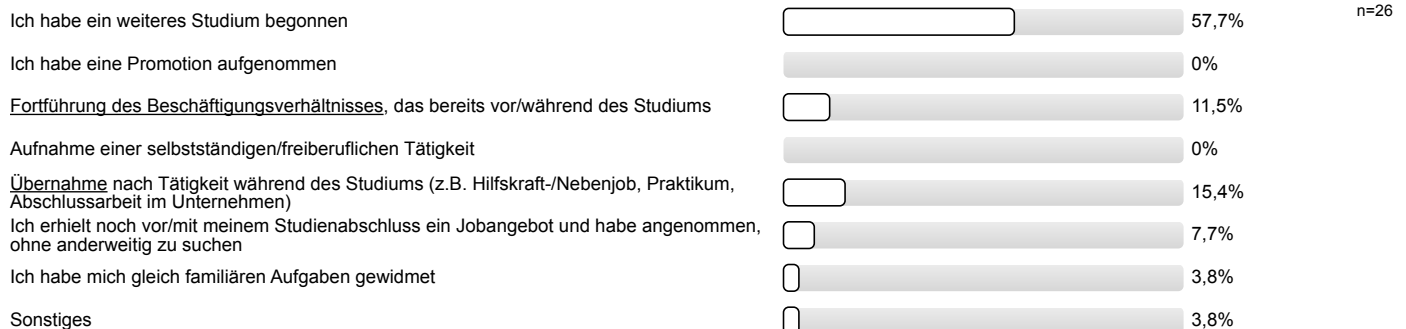 Ich habe ein weiteres Studium begonnen 57,7% n=26
Ich habe eine Promotion aufgenommen 0%
Fortführung des Beschäftigungsverhältnisses, das bereits vor/während des Studiums 11,5%
Aufnahme einer selbstständigen/freiberuflichen Tätigkeit 0%
Übernahme nach Tätigkeit während des Studiums (z.B. Hilfskraft-/Nebenjob, Praktikum,
Abschlussarbeit im Unternehmen) 15,4%
Ich erhielt noch vor/mit meinem Studienabschluss ein Jobangebot und habe angenommen,
ohne anderweitig zu suchen 7,7%
Ich habe mich gleich familiären Aufgaben gewidmet 3,8%
Sonstiges 3,8%